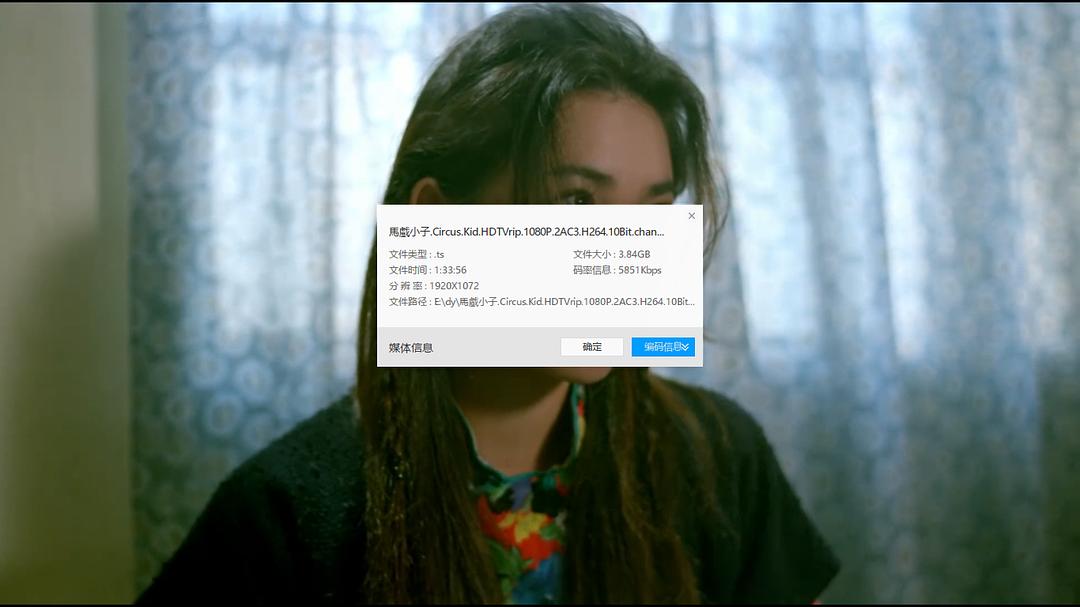 馬戲小子.Circus.Kid.HDTVrip.1080P.2AC3.H264.10Bit.chan...
文件类型 : .ts 文件大小 : 3.84GB
文件时间 : 1:33:56 码率信息 : 5851Kbps
分 辨 率 : 1920X1072
文件路径 : E:\dy\馬戲小子.Circus.Kid.HDTVrip.1080P.2AC3.H264.10Bit...
媒体信息 确定 编码信息